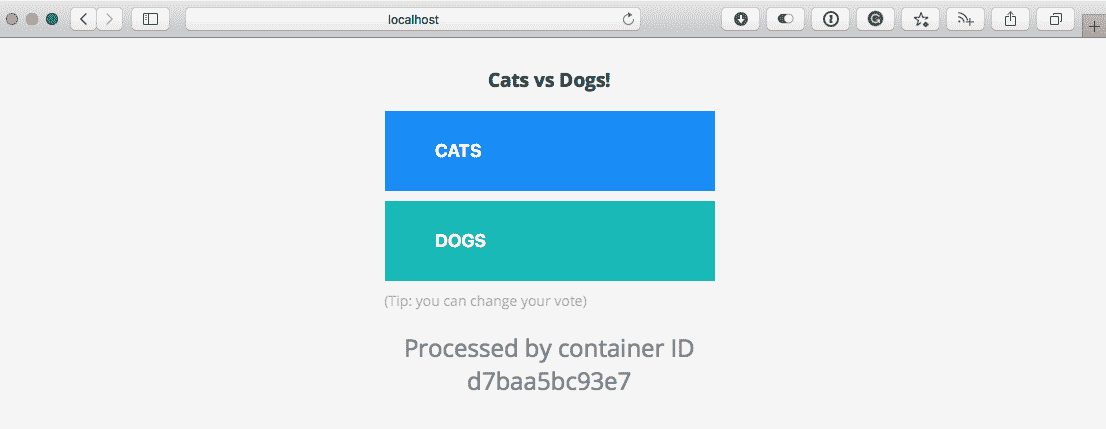 localhost
Cats vs Dogs!
CATS
DOGS
(Tip: you can change your vote)
Processed by container ID
d7baa5bc93e7